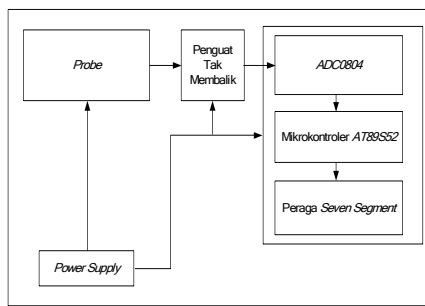 Probe
Penguat
Tak
Membalik
ADC0804
Mikrokontroler AT89S52
Peraga Seven Segment
Power Supply